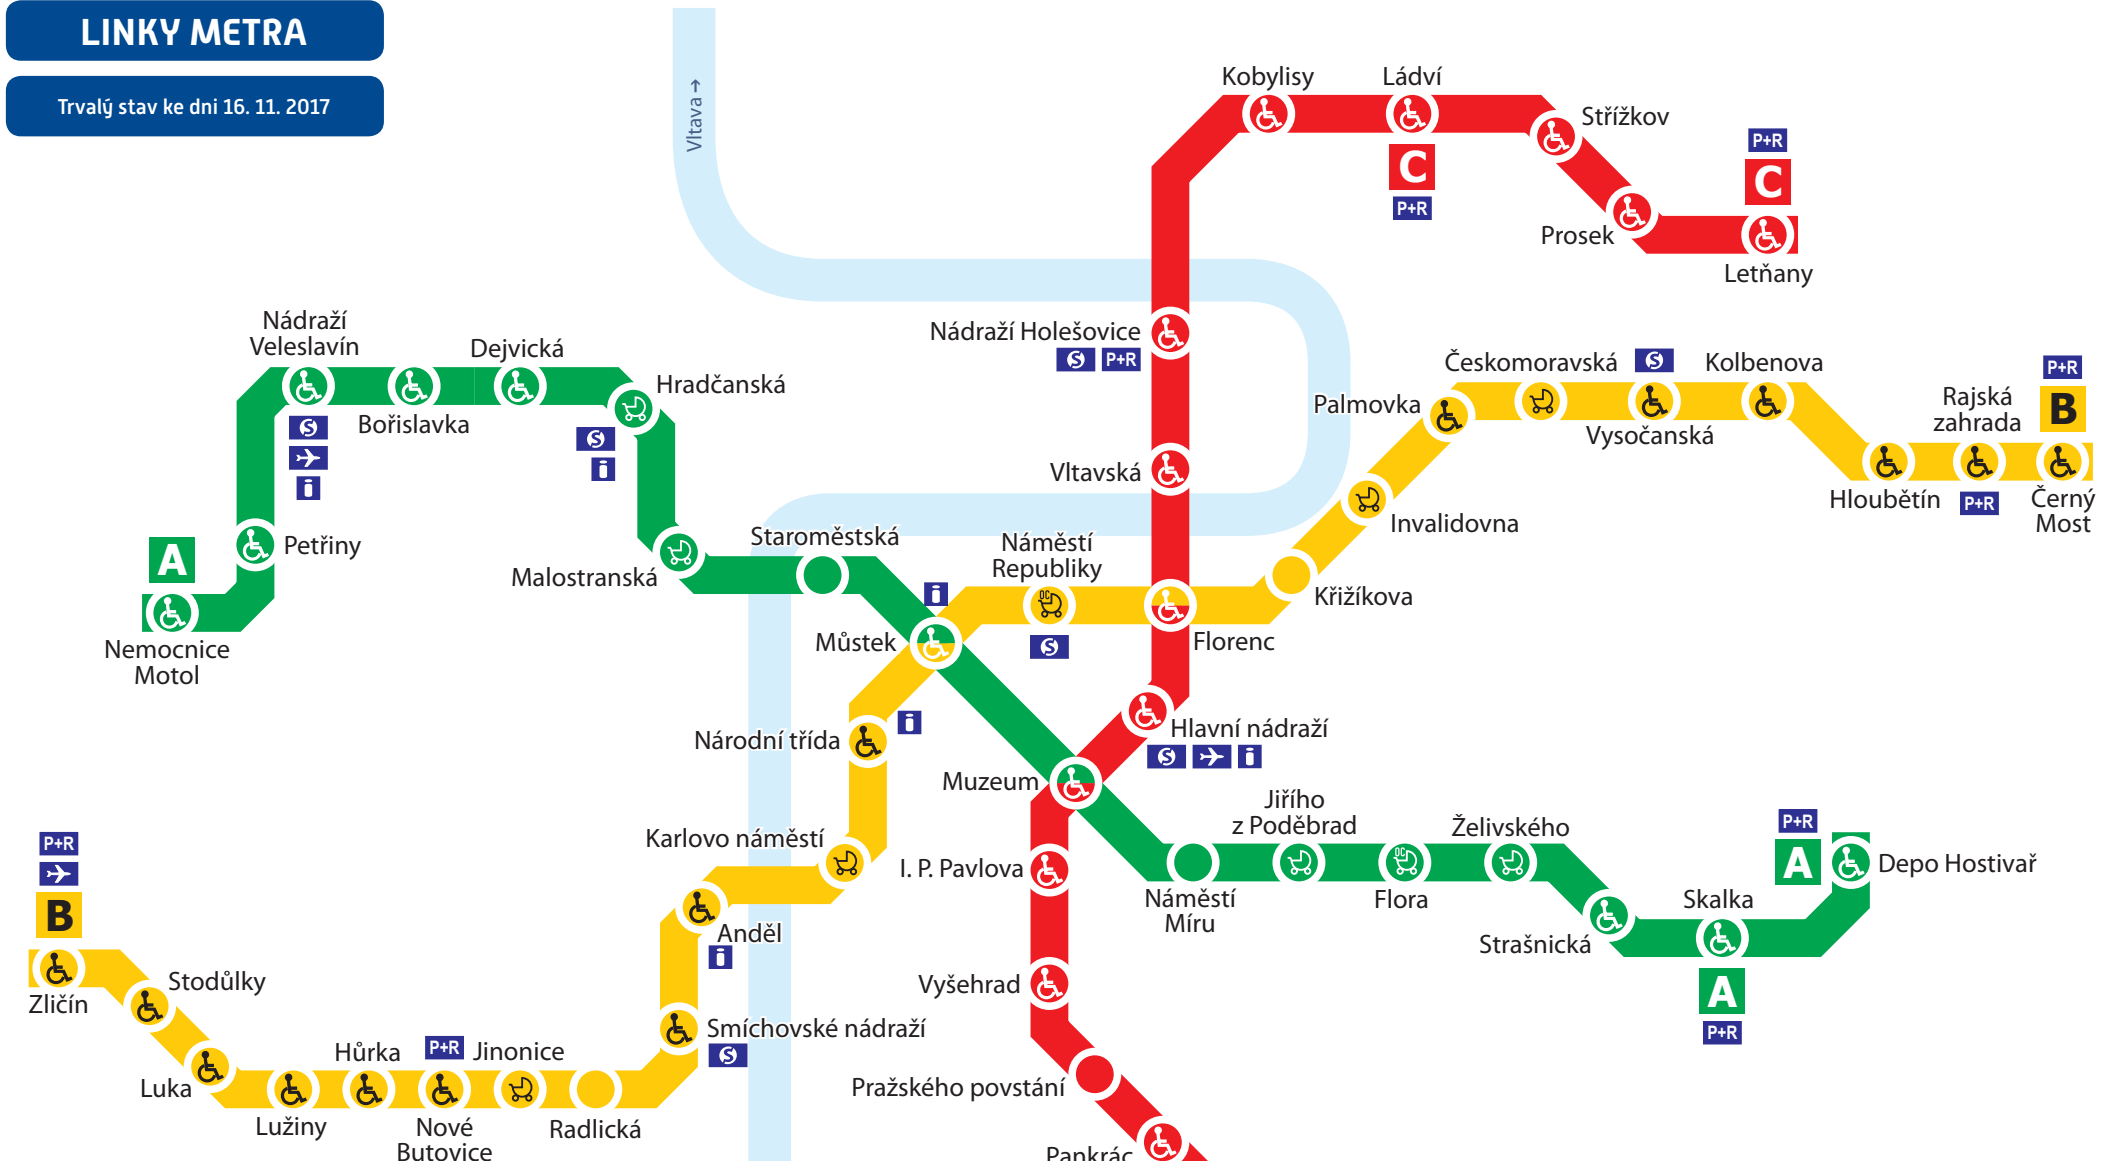 LINKY METRA
Trvalý stav ke dni 16. 11. 2017
Vltava →
Kobylisy
Ládví
C
P+R
Střížkov
P+R
C
Prosek
Letňany
Nádraží
Veleslavín
Bořislavka
Dejvická
Hradčanská
S
i
S
i
Petřiny
A
Nemocnice
Motol
Malostranská
Staroměstská
Nádraží Holešovice
S P+R
Vltavská
Náměstí
Republiky
OC
S
Florenc
i
Můstek
Křižíkova
Invalidovna
Palmovka
Českomoravská
S
Vysočanská
Kolbenova
Hloubětín
Rajská
zahrada
P+R
P+R
B
Černý
Most
Hlavní nádraží
S i
Národní třída
i
Muzeum
Karlovo náměstí
I. P. Pavlova
Náměstí
Míru
Jiřího
z Poděbrad
OC
Flora
Želivského
Strašnická
Skalka
A
P+R
P+R
A
Depo Hostivař
P+R
B
Zličín
Stodůlky
Luka
Lužiny
Hůrka
P+R
Nové
Butovice
Jinonice
Radlická
Anděl
i
Smíchovské nádraží
S
Vyšehrad
Pražského povstání
Pankrác